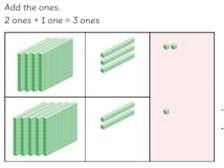 Add the ones.
2 ones + 1 one = 3 ones